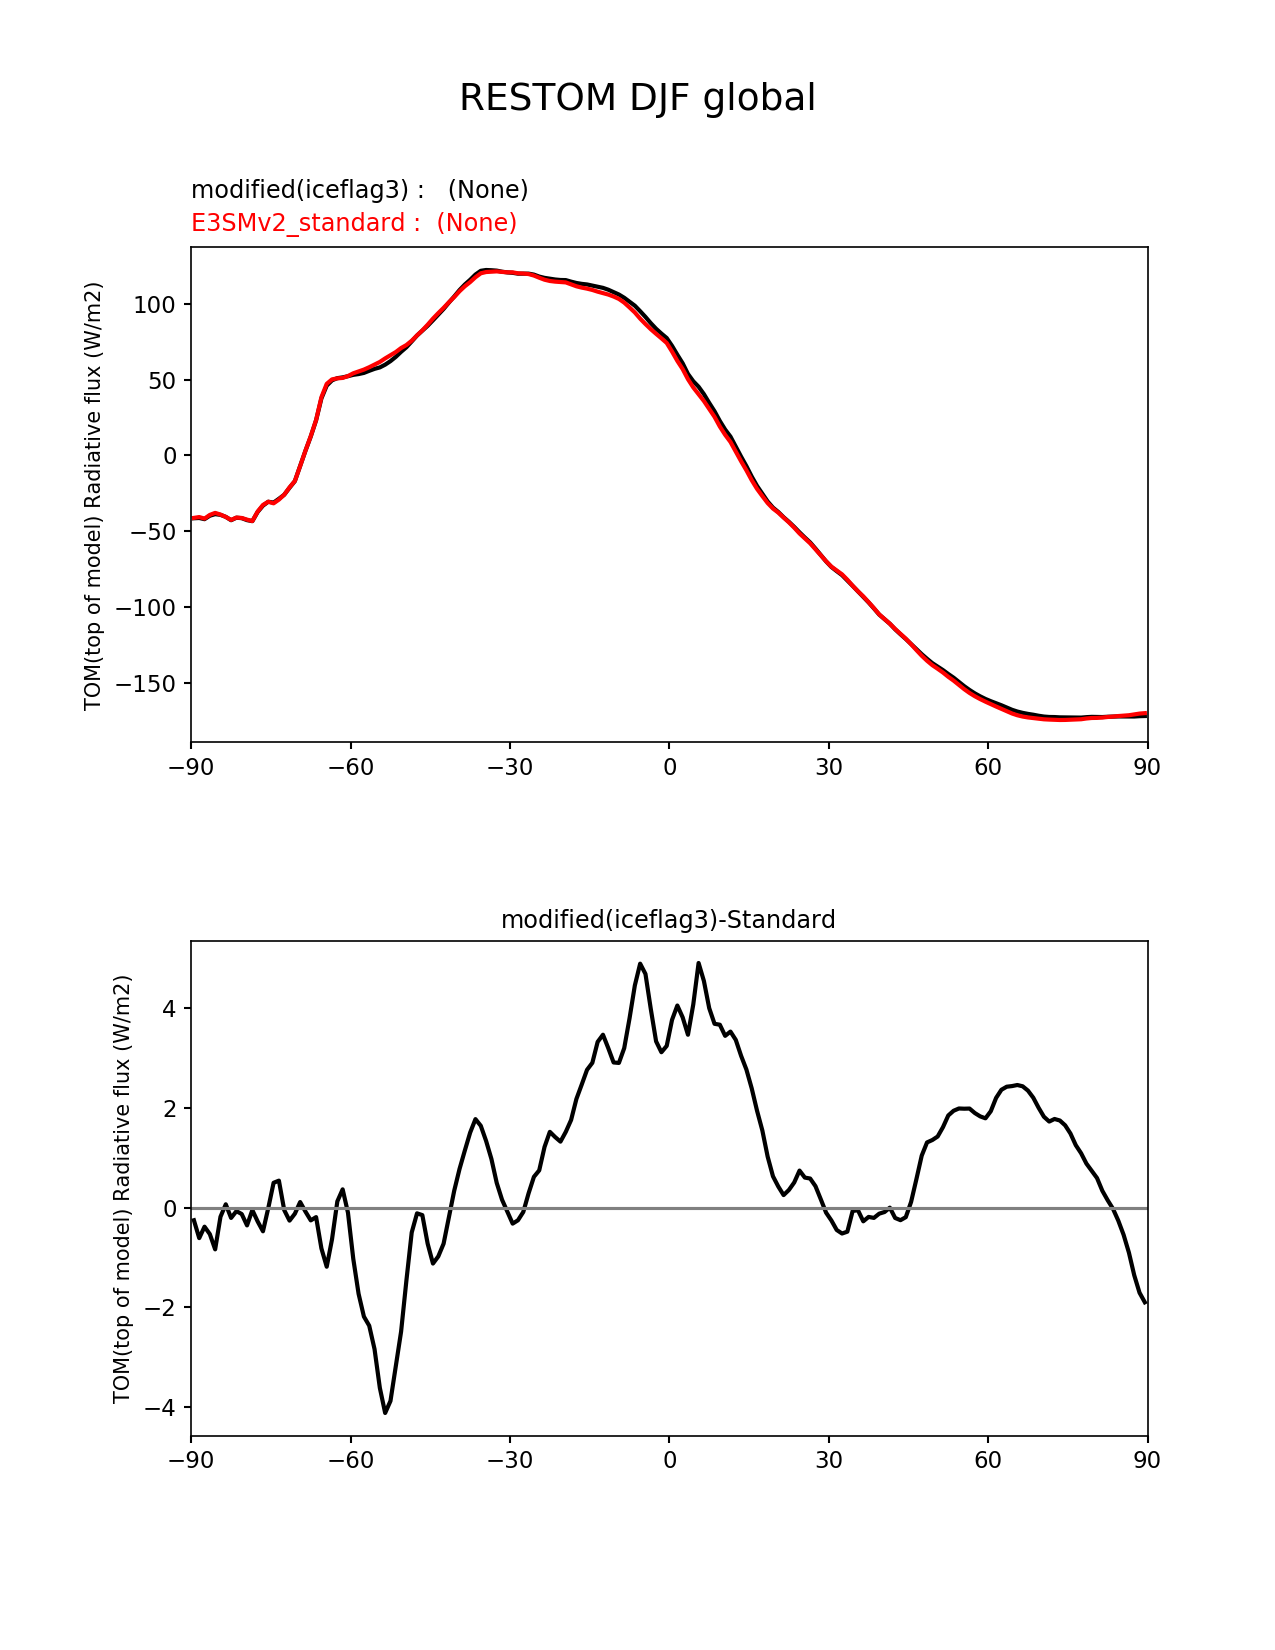 RESTOM DJF global
modified(iceflag3) :   (None)
E3SMv2_standard :  (None)
TOM(top of model) Radiative flux (W/m2)
100
50
0
−50
−100
−150
−90 −60 −30 0 30 60 90
modified(iceflag3)-Standard
TOM(top of model) Radiative flux (W/m2)
4
2
0
−2
−4
−90 −60 −30 0 30 60 90